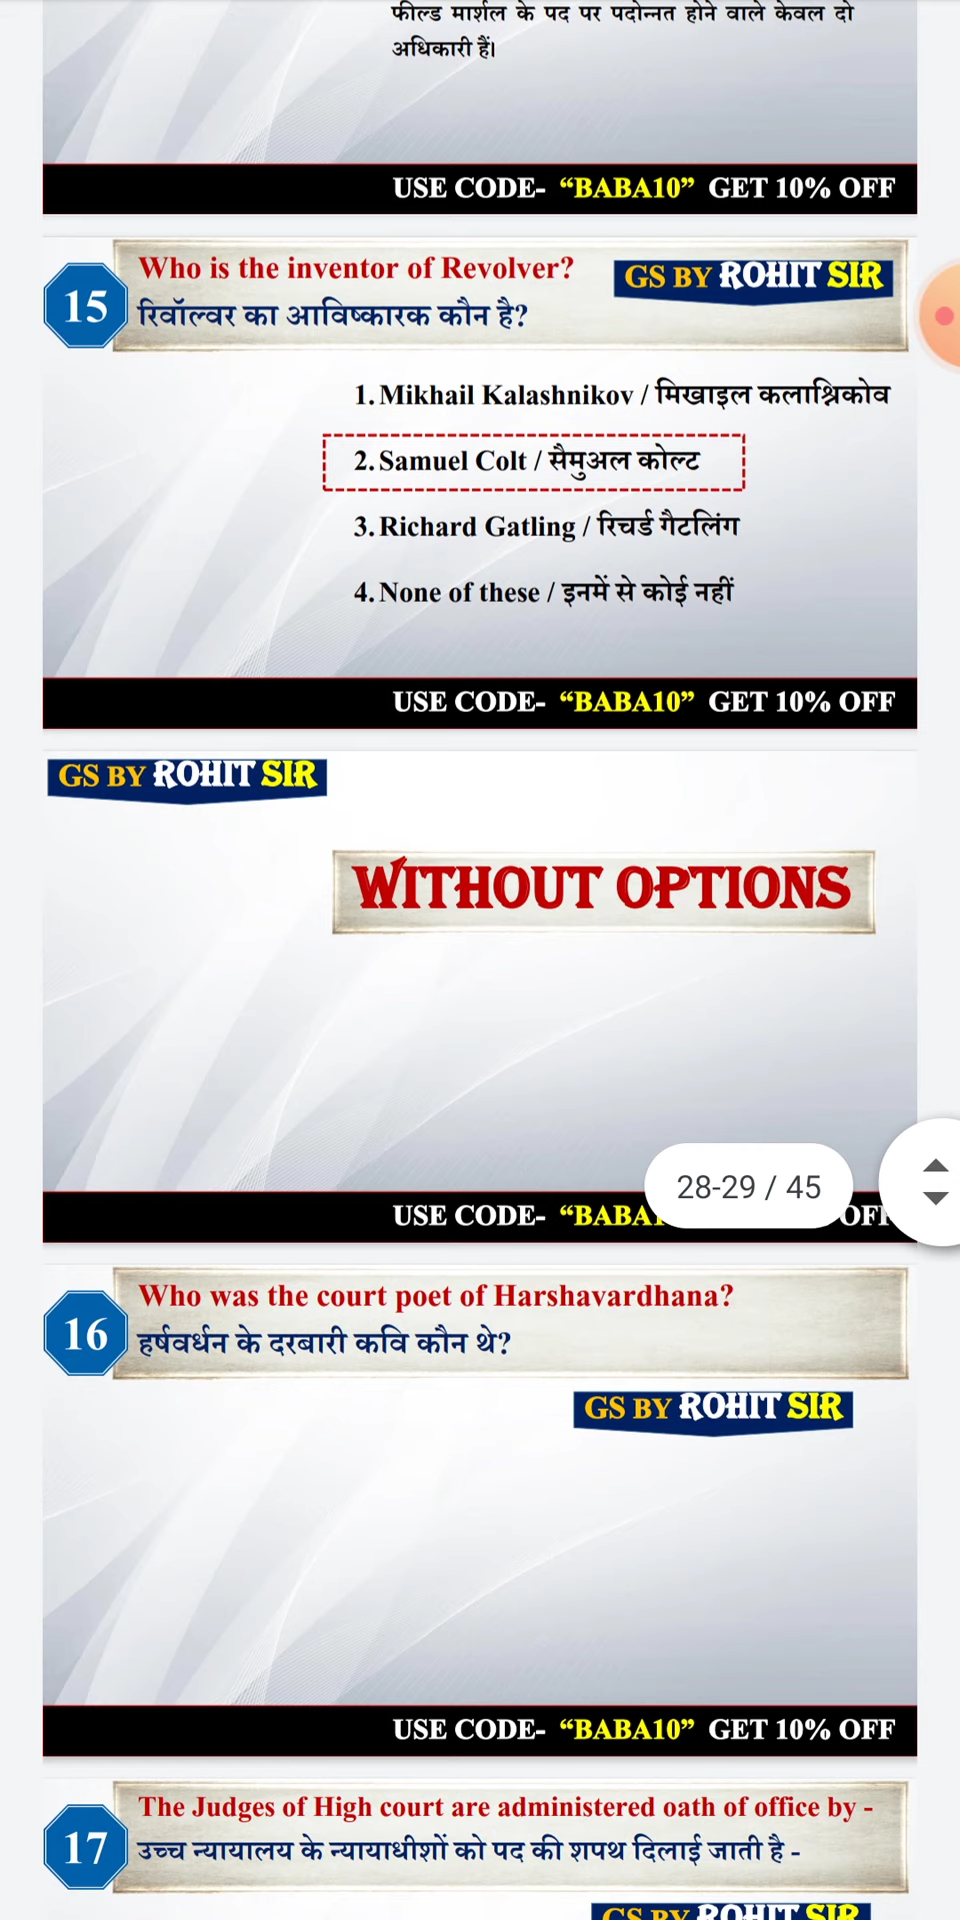 फील्ड मार्शल के पद पर पदोन्नत होने वाले केवल दो
अधिकारी हैं।
USE CODE- “BABA10” GET 10% OFF
15
Who is the inventor of Revolver?
रिवॉल्वर का आविष्कारक कौन है?
GS BY ROHIT SIR
1. Mikhail Kalashnikov / मिखाइल कलाश्निकोव
2. Samuel Colt / सैमुअल कोल्ट
3. Richard Gatling / रिचर्ड गैटलिंग
4. None of these / इनमें से कोई नहीं
USE CODE- “BABA10” GET 10% OFF
GS BY ROHIT SIR
WITHOUT OPTIONS
28-29 / 45
USE CODE- “BABA
16
Who was the court poet of Harshavardhana?
हर्षवर्धन के दरबारी कवि कौन थे?
GS BY ROHIT SIR
USE CODE- “BABA10” GET 10% OFF
17
The Judges of High court are administered oath of office by -
उच्च न्यायालय के न्यायाधीशों को पद की शपथ दिलाई जाती है -
GS BY ROHIT SIR